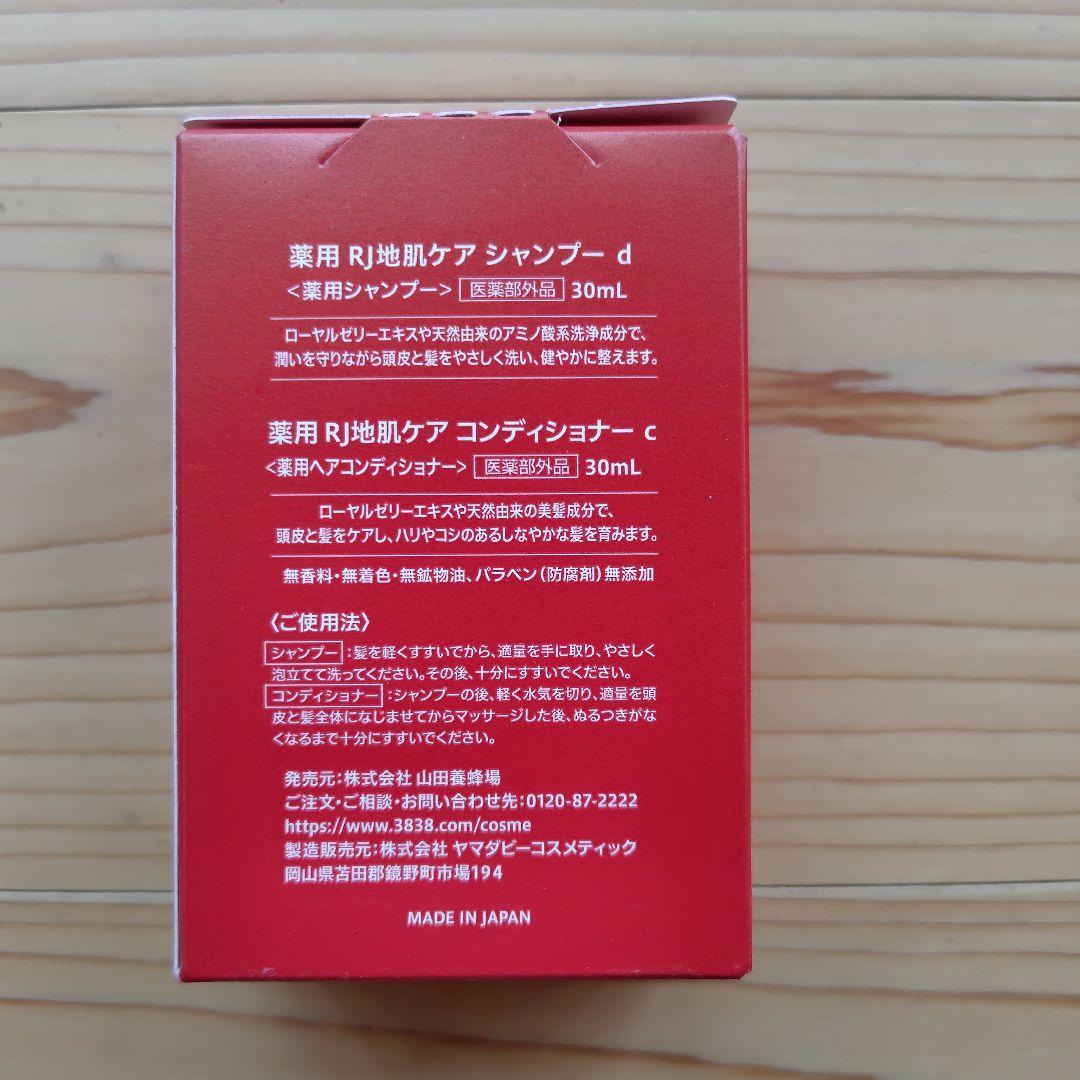 薬用 RJ地肌ケア シャンプー d
<薬用シャンプー> 医薬部外品 30mL
ローヤルゼリーエキスや天然由来のアミノ酸系洗浄成分で、
潤いを守りながら頭皮と髪をやさしく洗い、健やかに整えます。
薬用 RJ地肌ケア コンディショナー c
<薬用ヘアコンディショナー> 医薬部外品 30mL
ローヤルゼリーエキスや天然由来の美髪成分で、
頭皮と髪をケアし、ハリやコシのあるしなやかな髪を育みます。
無香料・無着色・無鉱物油、パラベン(防腐剤)無添加
〈ご使用法〉
シャンプー:髪を軽くすすいでから、適量を手に取り、やさしく
泡立てて洗ってください。その後、十分にすすいでください。
コンディショナー:シャンプーの後、軽く水気を切り、適量を頭
皮と髪全体になじませてからマッサージした後、ぬるつきがな
くなるまで十分にすすいでください。
発売元:株式会社 山田養蜂場
ご注文・ご相談・お問い合わせ先:0120-87-2222
https://www.3838.com/cosme
製造販売元:株式会社 ヤマダビーコスメティック
岡山県苫田郡鏡野町市場194
MADE IN JAPAN